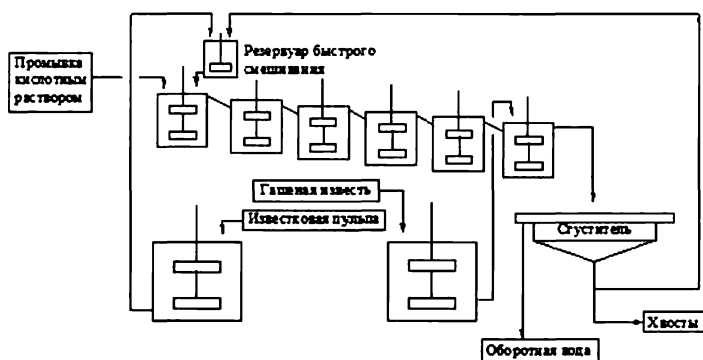 Резервуар быстрого
смешивания
Промывка
кислотным
раствором
Гашеная известь
Известковая пульпа
Сгуститель
Хвосты
Оборотная вода